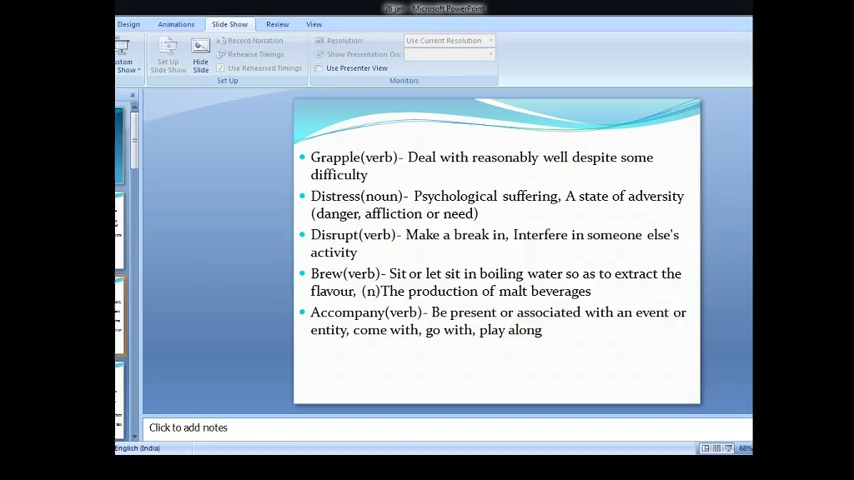 26 jan - Microsoft PowerPoint
Design Animations Slide Show Review View
Record Narration
Rehearse Timings
Use Rehearsed Timings
Set Up
Slide Show
Hide
Slide
Show
Set Up
Resolution: Use Current Resolution
Show Presentation On:
Use Presenter View
Monitors
Grapple(verb)- Deal with reasonably well despite some
difficulty
Distress(noun)- Psychological suffering, A state of adversity
(danger, affliction or need)
Disrupt(verb)- Make a break in, Interfere in someone else's
activity
Brew(verb)- Sit or let sit in boiling water so as to extract the
flavour, (n)The production of malt beverages
Accompany(verb)- Be present or associated with an event or
entity, come with, go with, play along
Click to add notes
English (India)
68%